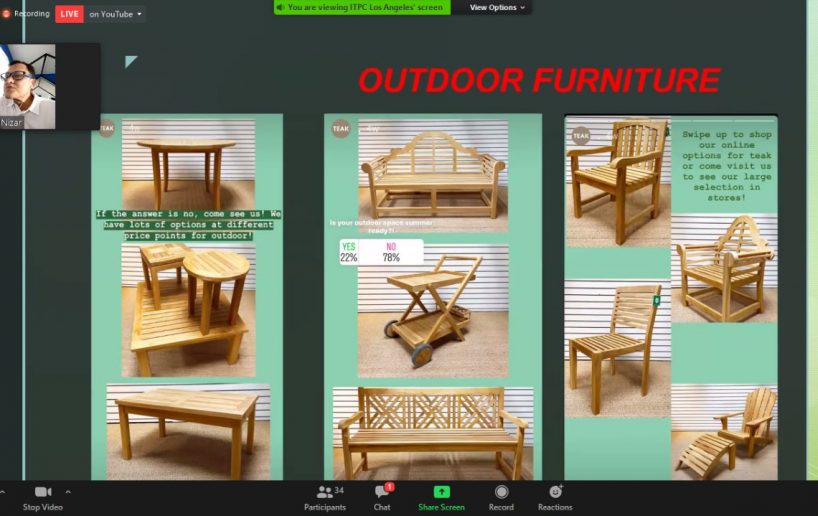 Recording
LIVE on YouTube
You are viewing ITPC Los Angeles' screen
View Options
Nizar
OUTDOOR FURNITURE
TEAK 4w
If the answer is no, come see us! We
have lots of options at different
price points for outdoor!
TEAK 4w
Is your outdoor space summer
ready?!
YES
22%
NO
78%
TEAK
Swipe up to shop
our online
options for teak
or come visit us
to see our large
selection in
stores!
Stop Video
34
Participants
1
Chat
Share Screen
Record
Reactions